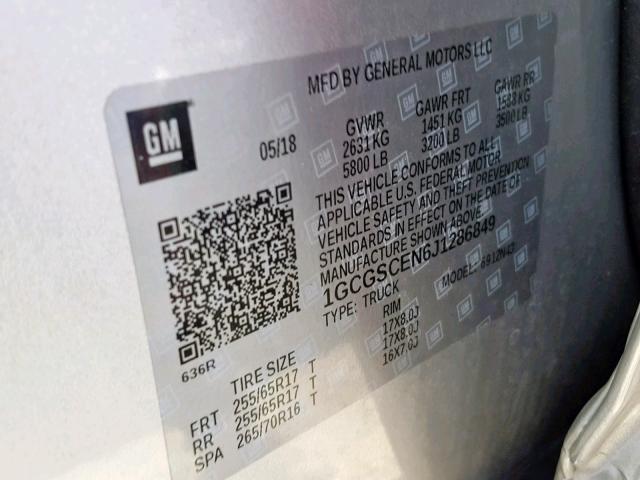 MFD BY GENERAL MOTORS LLC
GM
05/18
GVWR GAWR FRT GAWR RR
2631 KG 1451 KG 1588 KG
5800 LB 3200 LB 3500 LB
THIS VEHICLE CONFORMS TO ALL
APPLICABLE U.S. FEDERAL MOTOR
VEHICLE SAFETY AND THEFT PREVENTION
STANDARDS IN EFFECT ON THE DATE OF
MANUFACTURE SHOWN ABOVE.
1GCGSCEN6J1286849
TYPE: TRUCK MODEL:
636R
TIRE SIZE RIM
FRT 255/65R17 T 17X8.0J
RR 255/65R17 T 17X8.0J
SPA 265/70R16 T 16X7.0J